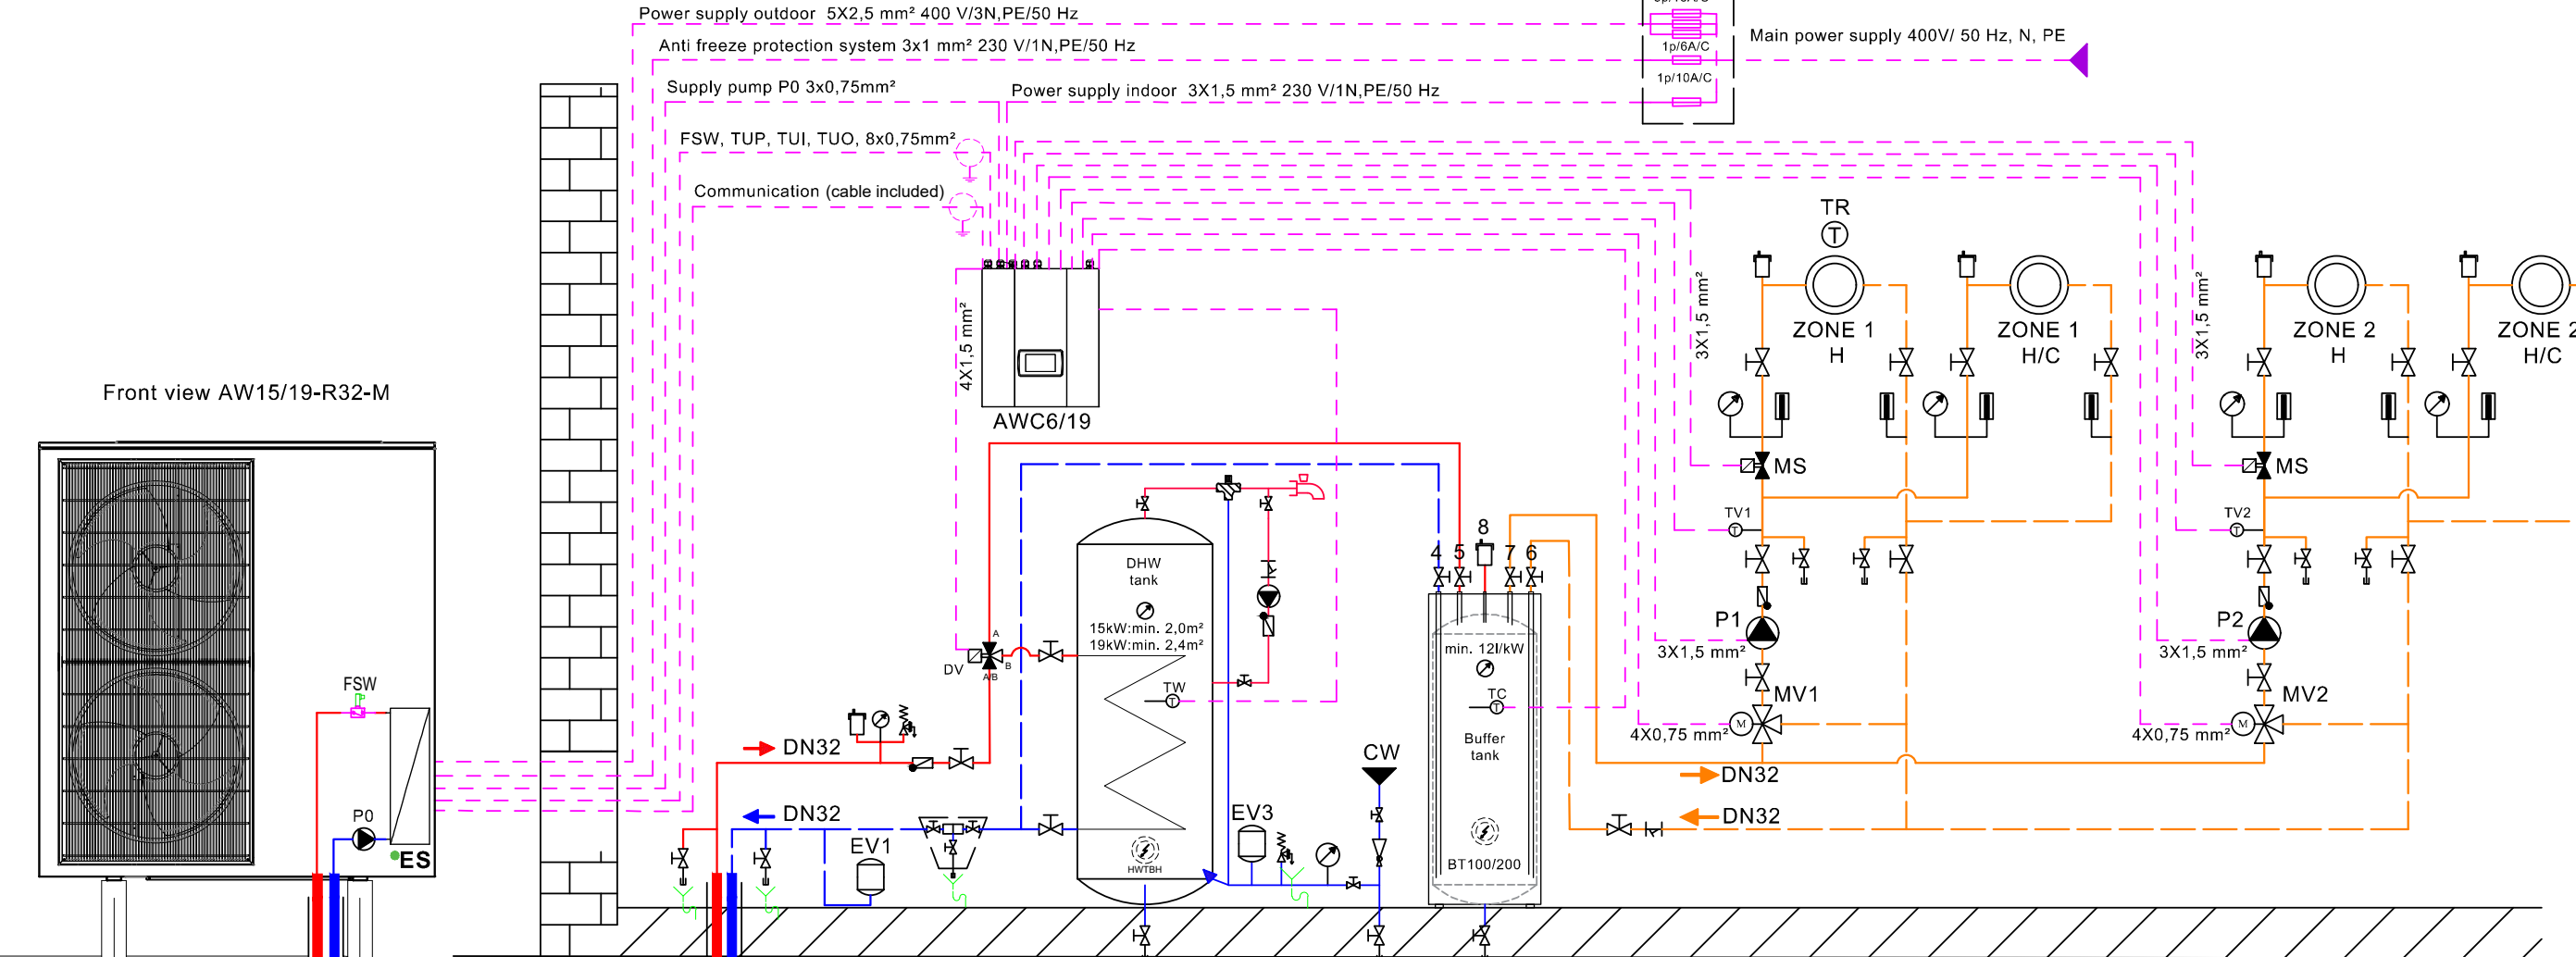 Power supply outdoor 5X2,5 mm² 400 V/3N,PE/50 Hz
Anti freeze protection system 3x1 mm² 230 V/1N,PE/50 Hz
1p/6A/C
Main power supply 400V/ 50 Hz, N, PE
1p/10A/C
Supply pump P0 3x0,75mm²
Power supply indoor 3X1,5 mm² 230 V/1N,PE/50 Hz
FSW, TUP, TUI, TUO, 8x0,75mm²
Communication (cable included)
TR
T
3X1,5 mm²
3X1,5 mm²
4X1,5 mm²
ZONE 1
H
ZONE 1
H/C
ZONE 2
H
ZONE 2
H/C
Front view AW15/19-R32-M
AWC6/19
MS
MS
TV1
T
TV2
T
8
4
5
7
6
DHW
tank
15kW:min. 2,0m²
19kW:min. 2,4m²
P1
P2
3X1,5 mm²
3X1,5 mm²
min. 12l/kW
A
B
A/B
DV
FSW
TW
T
TC
T
MV1
MV2
M
M
4X0,75 mm²
4X0,75 mm²
Buffer
tank
DN32
CW
DN32
DN32
DN32
P0
EV3
EV1
ES
HWTBH
BT100/200